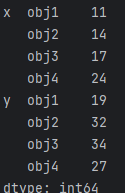 x  obj1    11
   obj2    14
   obj3    17
   obj4    24
y  obj1    19
   obj2    32
   obj3    34
   obj4    27
dtype: int64